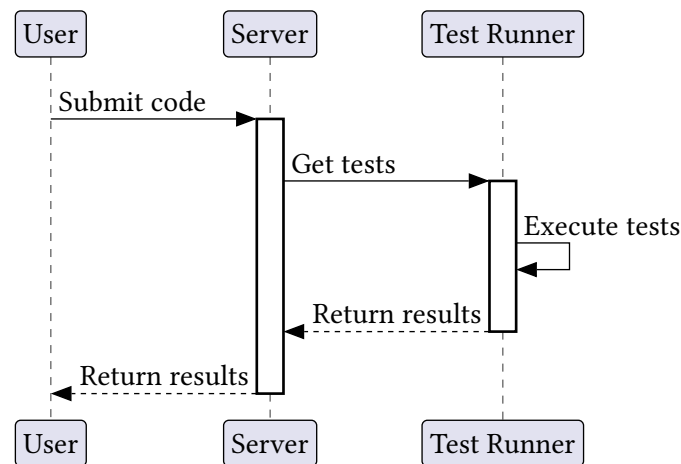 User
Server
Test Runner
Submit code
Get tests
Execute tests
Return results
Return results
User
Server
Test Runner